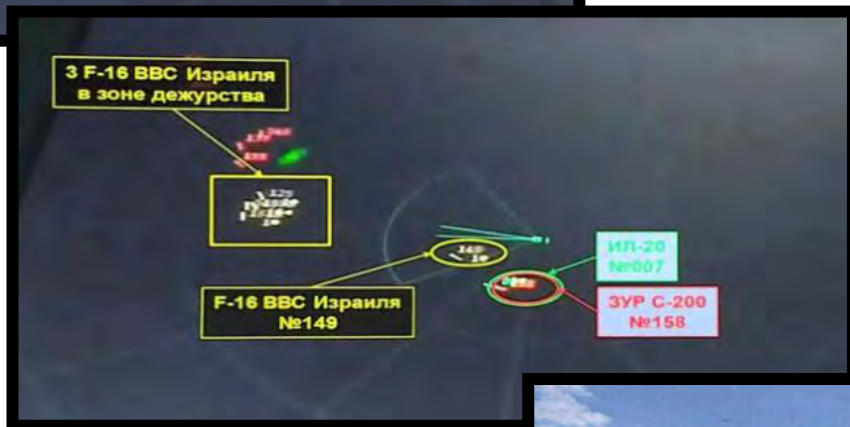 3 F-16 ВВС Израиля
в зоне дежурства
ИЛ-20
№007
F-16 ВВС Израиля
№149
ЗУР С-200
№158